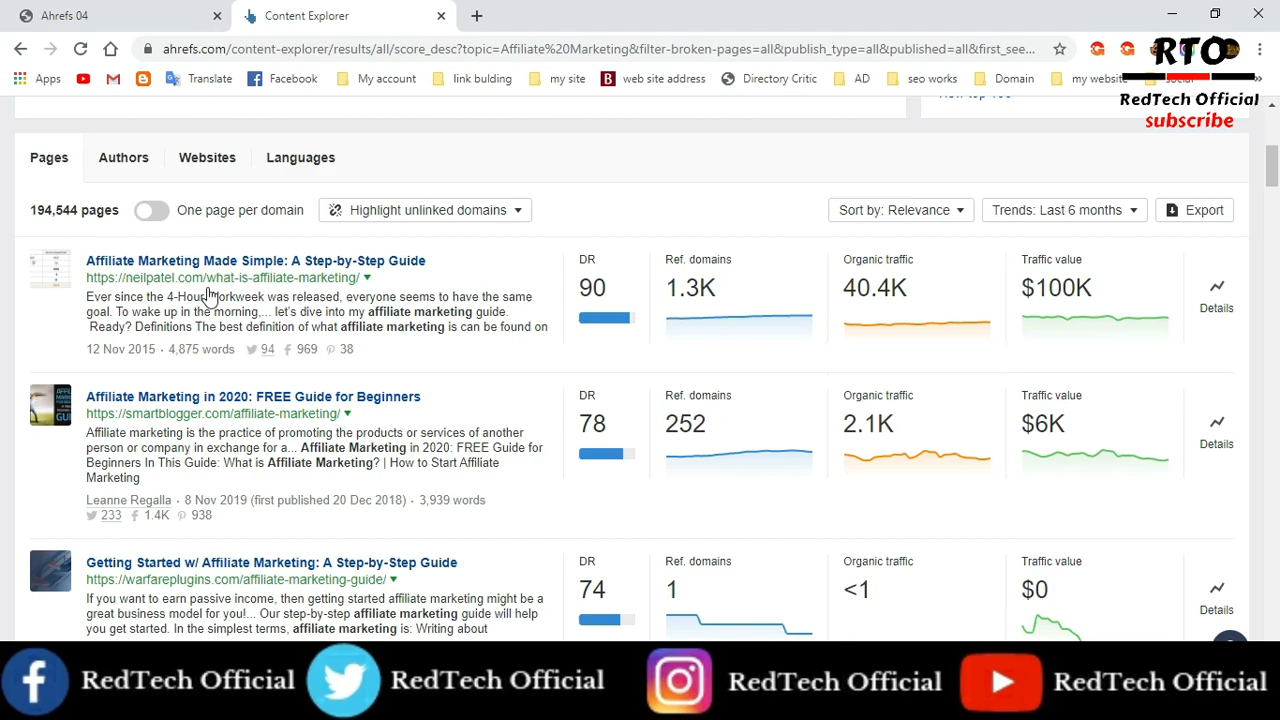 Ahrefs 04
Content Explorer
ahrefs.com/content-explorer/results/all/score_desc?topic=Affiliate%20Marketing&filter-broken-pages=all&publish_type=all&published=all&first_see...
Apps
Translate
Facebook
My account
link bulding
my site
web site address
Directory Critic
AD
seo works
Domain
my website
RTO
RedTech Official
subscribe
Pages
Authors
Websites
Languages
194,544 pages
One page per domain
Highlight unlinked domains
Sort by: Relevance
Trends: Last 6 months
Export
Affiliate Marketing Made Simple: A Step-by-Step Guide
https://neilpatel.com/what-is-affiliate-marketing/
Ever since the 4-Hour Workweek was released, everyone seems to have the same
goal. To wake up in the morning,... let's dive into my affiliate marketing guide.
Ready? Definitions The best definition of what affiliate marketing is can be found on
12 Nov 2015 · 4,875 words 94 969 38
DR
90
Ref. domains
1.3K
Organic traffic
40.4K
Traffic value
$100K
Details
Affiliate Marketing in 2020: FREE Guide for Beginners
https://smartblogger.com/affiliate-marketing/
Affiliate marketing is the practice of promoting the products or services of another
person or company in exchange for a... Affiliate Marketing in 2020: FREE Guide for
Beginners In This Guide: What is Affiliate Marketing? | How to Start Affiliate
Marketing
Leanne Regalla · 8 Nov 2019 (first published 20 Dec 2018) · 3,939 words
233 1.4K 938
DR
78
Ref. domains
252
Organic traffic
2.1K
Traffic value
$6K
Details
Getting Started w/ Affiliate Marketing: A Step-by-Step Guide
https://warfareplugins.com/affiliate-marketing-guide/
If you want to earn passive income, then getting started affiliate marketing might be a
great business model for you!... Our step-by-step affiliate marketing guide will help
you get started. In the simplest terms, affiliate marketing is: Writing about
DR
74
Ref. domains
1
Organic traffic
<1
Traffic value
$0
Details
RedTech Official
RedTech Official
RedTech Official
RedTech Official